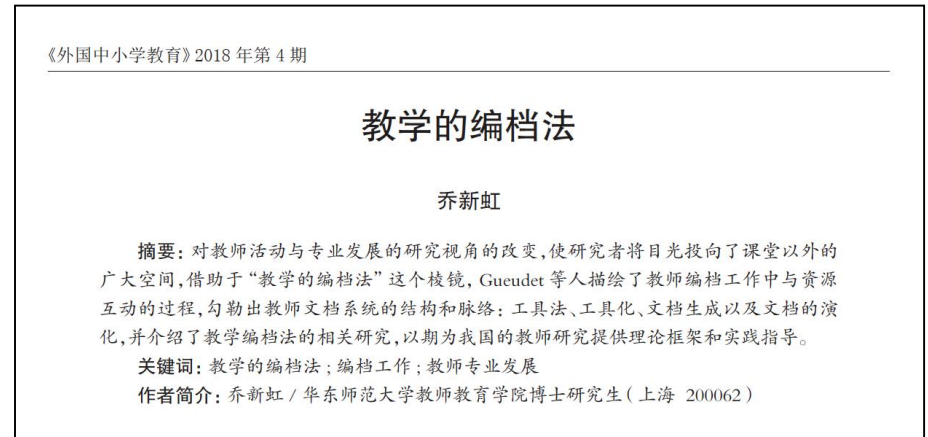 《外国中小学教育》2018 年第 4 期
教学的编档法
乔新虹
摘要：对教师活动与专业发展的研究视角的改变，使研究者将目光投向了课堂以外的
广大空间，借助于“教学的编档法”这个棱镜，Gueudet 等人描绘了教师编档工作中与资源
互动的过程，勾勒出教师文档系统的结构和脉络：工具法、工具化、文档生成以及文档的演
化，并介绍了教学编档法的相关研究，以期为我国的教师研究提供理论框架和实践指导。
关键词：教学的编档法；编档工作；教师专业发展
作者简介：乔新虹 / 华东师范大学教师教育学院博士研究生（上海 200062）